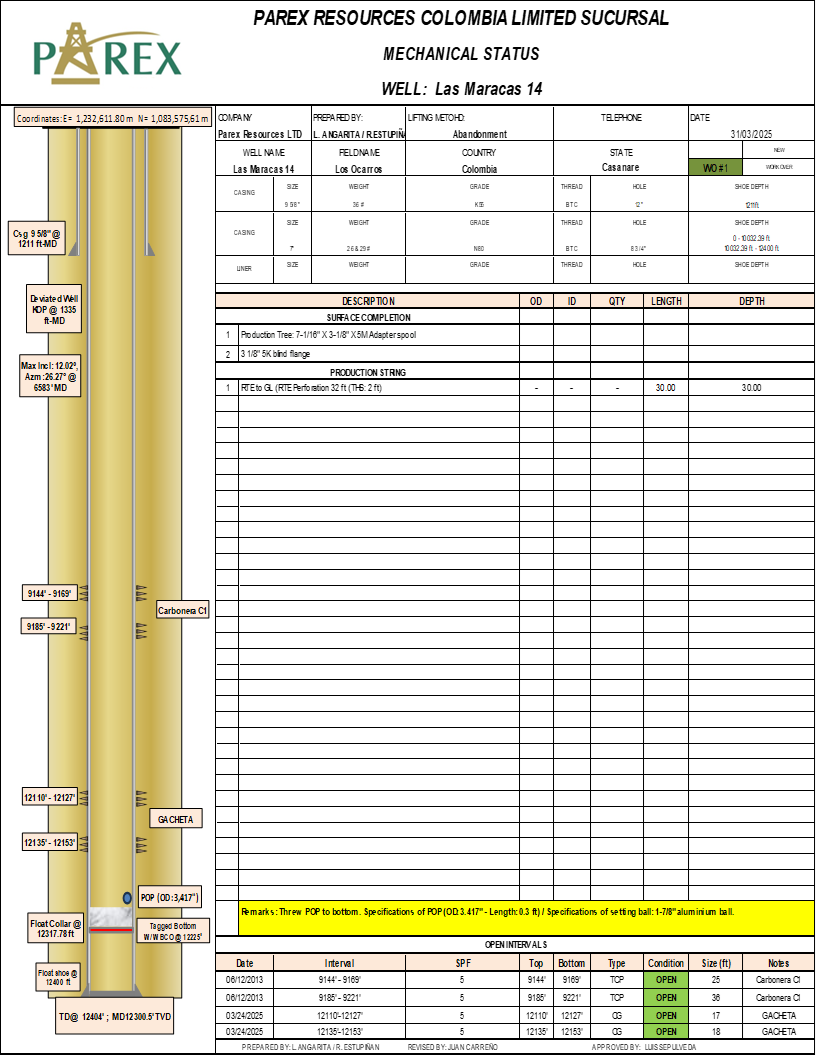 PAREX RESOURCES COLOMBIA LIMITED SUCURSAL
PAREX
MECHANICAL STATUS
WELL: Las Maracas 14
Coordinates: E= 1,232,611.80 m N= 1,083,575,61 m
COMPANY PREPARED BY: LIFTING METOHD: TELEPHONE DATE:
Parex Resources LTD L. ANGARITA / R.ESTUPIÑA Abandonment 31/03/2025
WELL NAME FIELD NAME COUNTRY STATE NEW
Las Maracas 14 Los Ocarros Colombia Casanare WO #1 WORKOVER
CASING SIZE WEIGHT GRADE THREAD HOLE SHOE DEPTH
9 5/8" 36 # K55 BTC 12" 1211ft
CASING SIZE WEIGHT GRADE THREAD HOLE SHOE DEPTH
7" 26 & 29 # N80 BTC 8 3/4" 0 - 10032.39 ft
10032.39 ft - 12400 ft
LINER SIZE WEIGHT GRADE THREAD HOLE SHOE DEPTH
Csg 9 5/8" @
1211 ft-MD
Deviated Well
KOP @ 1335
ft-MD
Max Incl: 12.02°,
Azm :26.27° @
6583' MD
DESCRIPTION OD ID QTY LENGTH DEPTH
SURFACE COMPLETION
1 Production Tree: 7-1/16" X 3-1/8" X 5M Adapter spool
2 3 1/8" 5K blind flange
PRODUCTION STRING
1 RTE to GL (RTE Perforation 32 ft (THS: 2 ft) - - - 30.00 30.00
9144' - 9169'
Carbonera C1
9185' - 9221'
12110' - 12127'
GACHETA
12135' - 12153'
POP (OD:3,417")
Float Collar @
12317.78 ft
Tagged Bottom
W/WBCO @ 12225'
Float shoe @
12400 ft
TD@ 12404' ; MD12300.5' TVD
Remarks: Threw POP to bottom. Specifications of POP (OD:3.417" - Length: 0.3 ft) / Specifications of setting ball: 1-7/8" aluminium ball.
OPEN INTERVALS
Date Interval SPF Top Bottom Type Condition Size (ft) Notes
06/12/2013 9144' - 9169' 5 9144' 9169' TCP OPEN 25 Carbonera C1
06/12/2013 9185' - 9221' 5 9185' 9221' TCP OPEN 36 Carbonera C1
03/24/2025 12110'-12127' 5 12110' 12127' CG OPEN 17 GACHETA
03/24/2025 12135'-12153' 5 12135' 12153' CG OPEN 18 GACHETA
PREPARED BY: L. ANGARITA / R. ESTUPIÑAN REVISED BY: JUAN CARREÑO APPROVED BY: LUIS SEPULVEDA